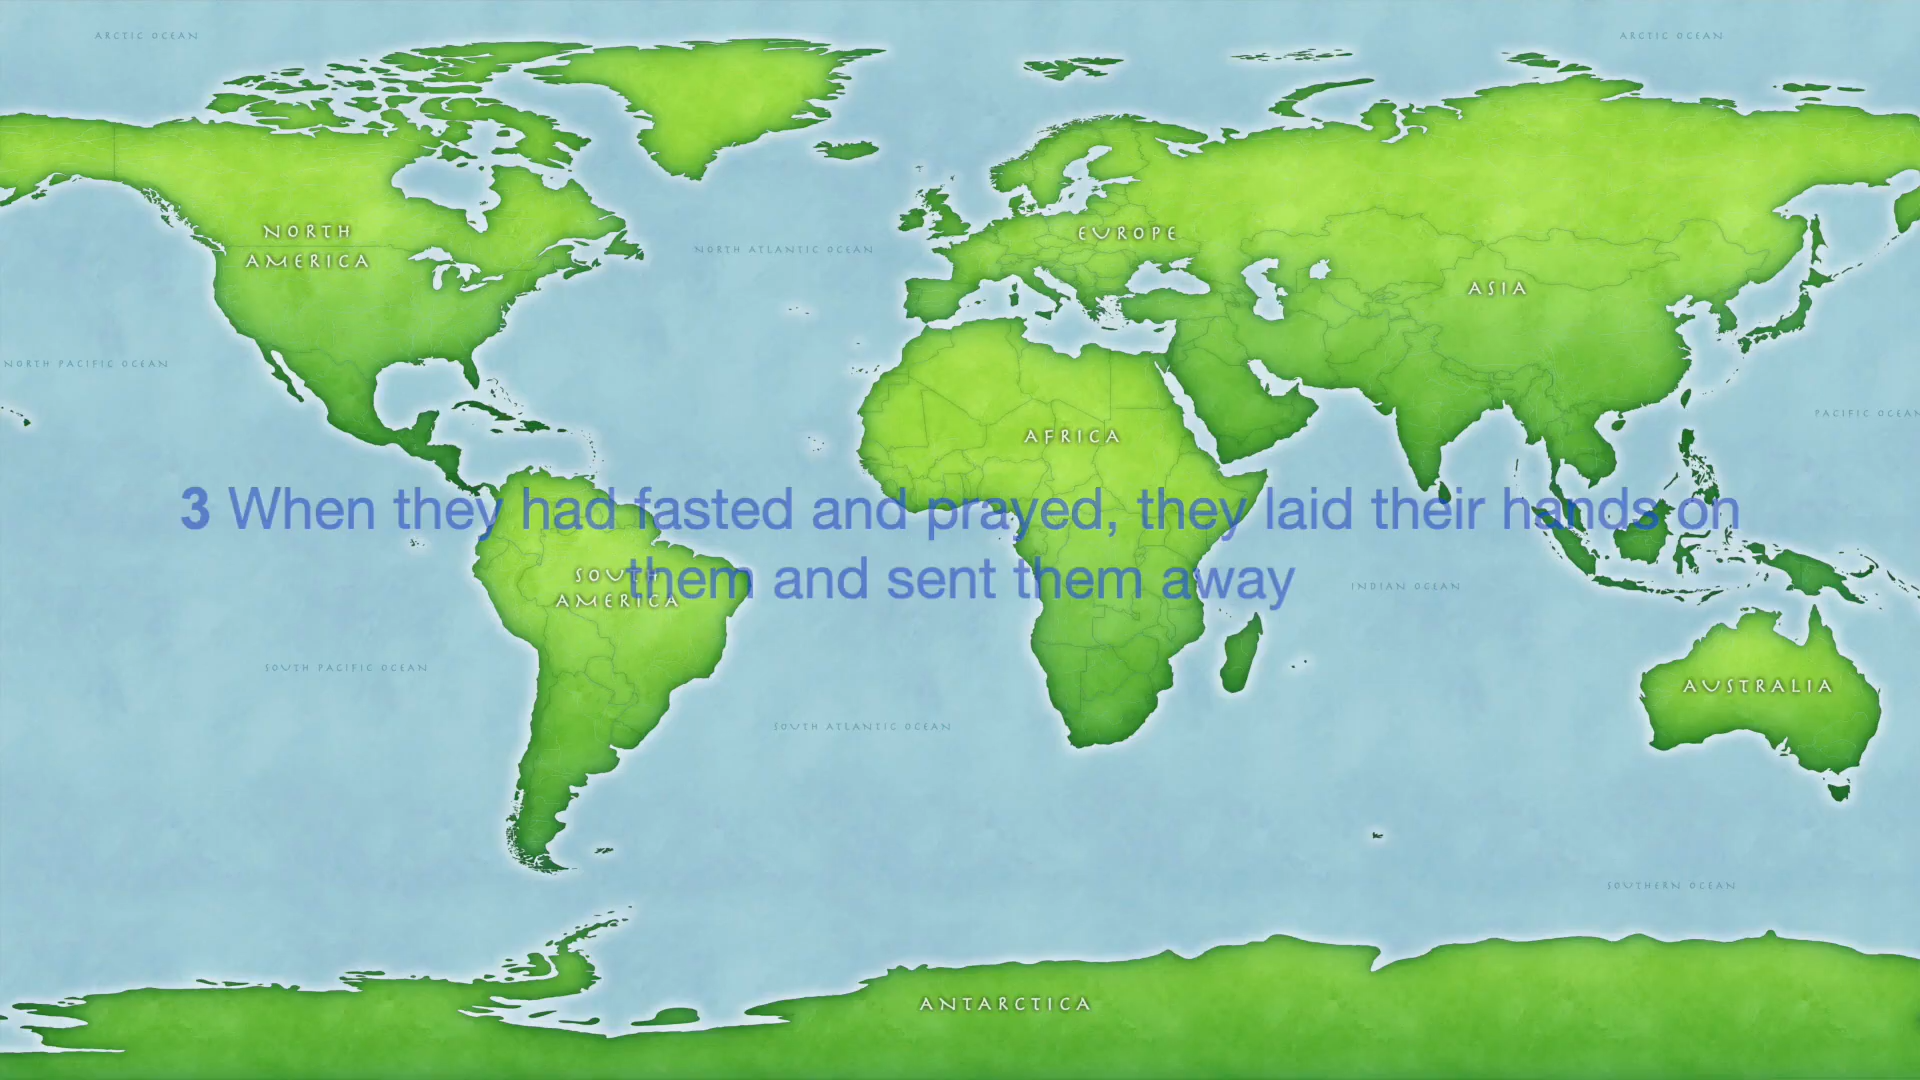 ARCTIC OCEAN
ARCTIC OCEAN
NORTH
AMERICA
EUROPE
NORTH ATLANTIC OCEAN
ASIA
NORTH PACIFIC OCEAN
PACIFIC OCEAN
AFRICA
3 When they had fasted and prayed, they laid their hands on
them and sent them away
SOUTH
AMERICA
INDIAN OCEAN
SOUTH PACIFIC OCEAN
AUSTRALIA
SOUTH ATLANTIC OCEAN
SOUTHERN OCEAN
ANTARCTICA